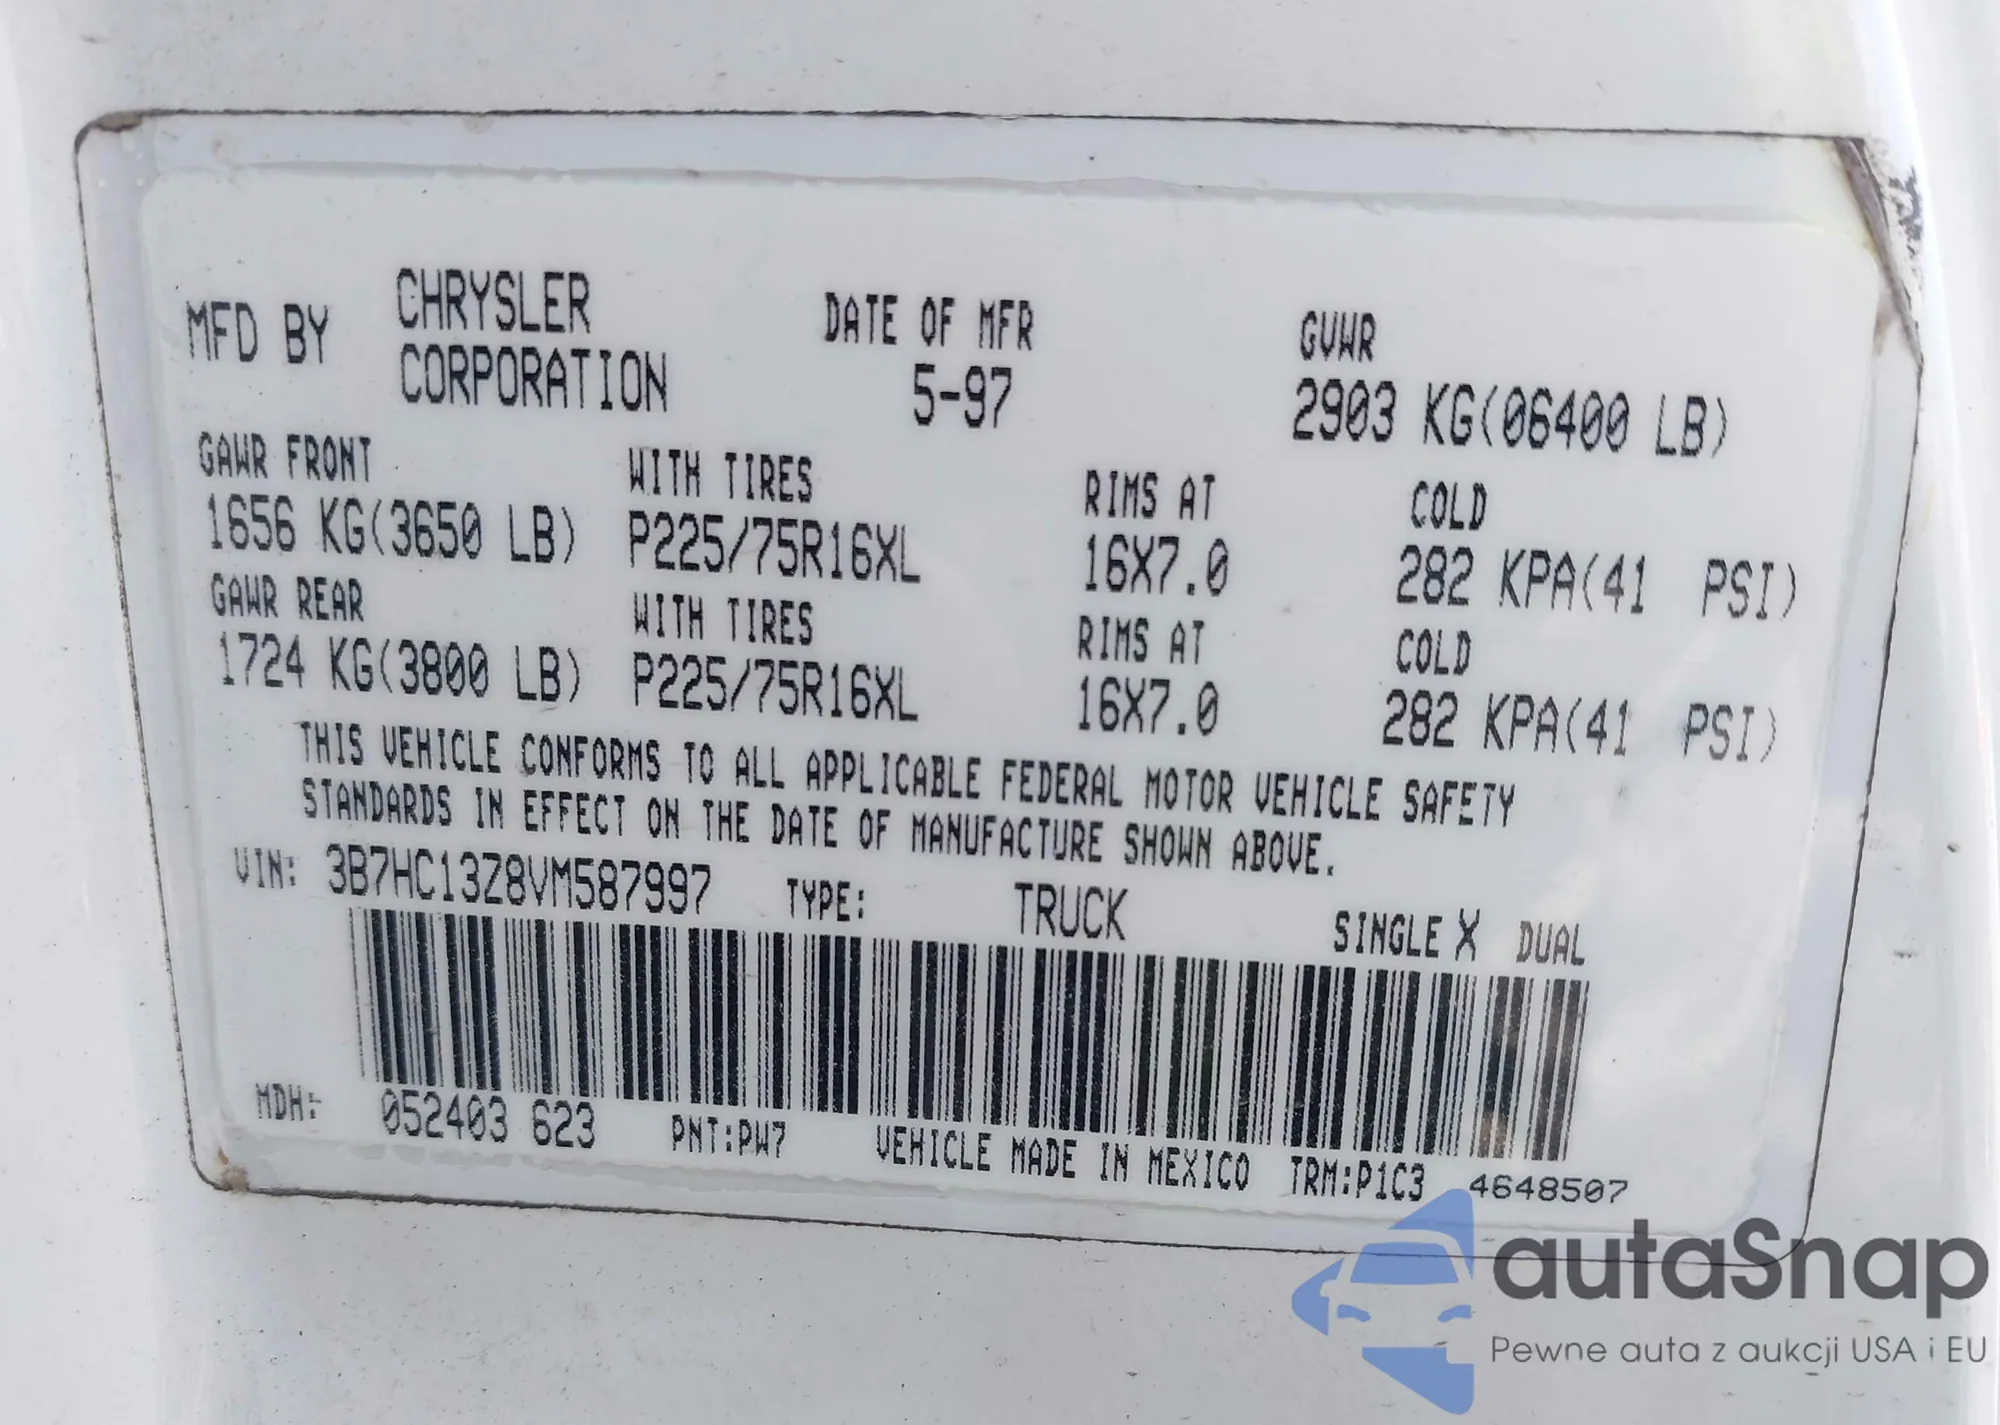 MFD BY CHRYSLER CORPORATION DATE OF MFR 5-97 GVWR 2903 KG(06400 LB)
GAWR FRONT WITH TIRES RIMS AT COLD
1656 KG(3650 LB) P225/75R16XL 16X7.0 282 KPA(41 PSI)
GAWR REAR WITH TIRES RIMS AT COLD
1724 KG(3800 LB) P225/75R16XL 16X7.0 282 KPA(41 PSI)
THIS VEHICLE CONFORMS TO ALL APPLICABLE FEDERAL MOTOR VEHICLE SAFETY
STANDARDS IN EFFECT ON THE DATE OF MANUFACTURE SHOWN ABOVE.
VIN: 3B7HC13Z8VM587997 TYPE: TRUCK SINGLE X DUAL
MDH: 052403 623 PNT:PW7 VEHICLE MADE IN MEXICO TRM:P1C3 4648507
autaSnap
Pewne auta z aukcji USA i EU